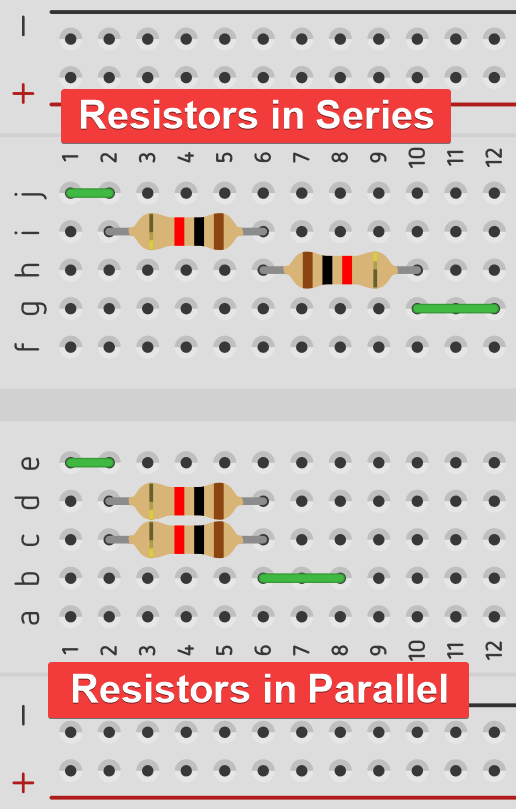 −
+
Resistors in Series
1 2 3 4 5 6 7 8 9 10 11 12
j
i
h
g
f
e
d
c
b
a
1 2 3 4 5 6 7 8 9 10 11 12
Resistors in Parallel
−
+